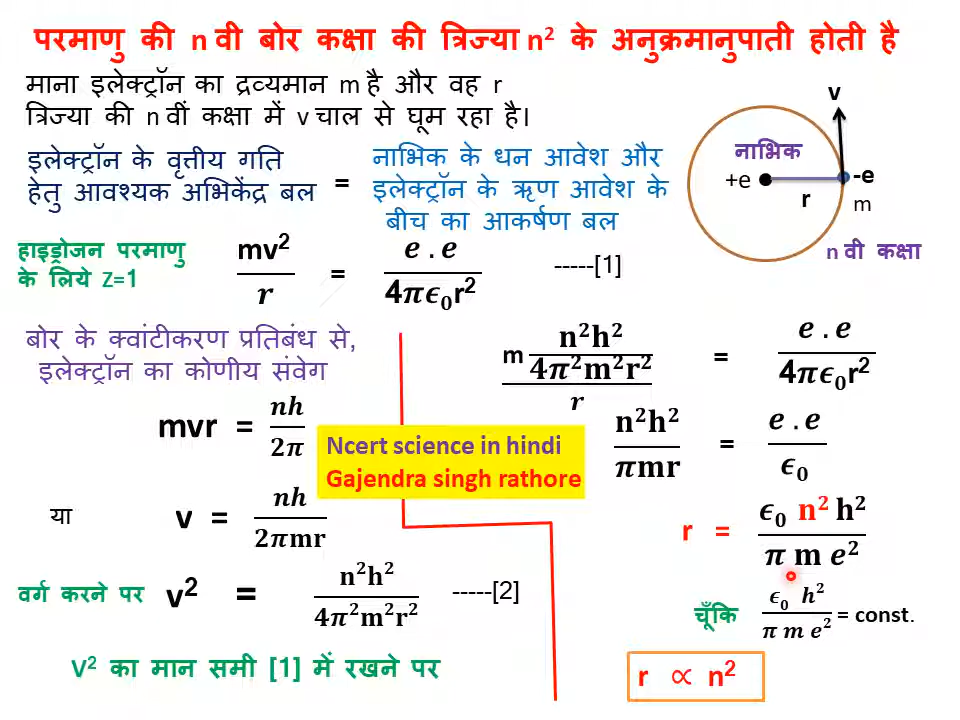 परमाणु की n वी बोर कक्षा की त्रिज्या n² के अनुक्रमानुपाती होती है
माना इलेक्ट्रॉन का द्रव्यमान m है और वह r
त्रिज्या की n वीं कक्षा में v चाल से घूम रहा है।
इलेक्ट्रॉन के वृत्तीय गति
हेतु आवश्यक अभिकेंद्र बल
=
नाभिक के धन आवेश और
इलेक्ट्रॉन के ऋण आवेश के
बीच का आकर्षण बल
v
नाभिक
+e
-e
r
m
n वी कक्षा
हाइड्रोजन परमाणु
के लिये Z=1
mv²/r = e . e/4πϵ₀r² -----[1]
बोर के क्वांटीकरण प्रतिबंध से,
इलेक्ट्रॉन का कोणीय संवेग
mvr = nh/2π
या v = nh/2πmr
वर्ग करने पर v² = n²h²/4π²m²r² -----[2]
V² का मान समी [1] में रखने पर
Ncert science in hindi
Gajendra singh rathore
m n²h²/4π²m²r² / r = e . e/4πϵ₀r²
n²h²/πmr = e . e/ϵ₀
r = ϵ₀ n² h²/π m e²
चूँकि ϵ₀ h²/π m e² = const.
r ∝ n²